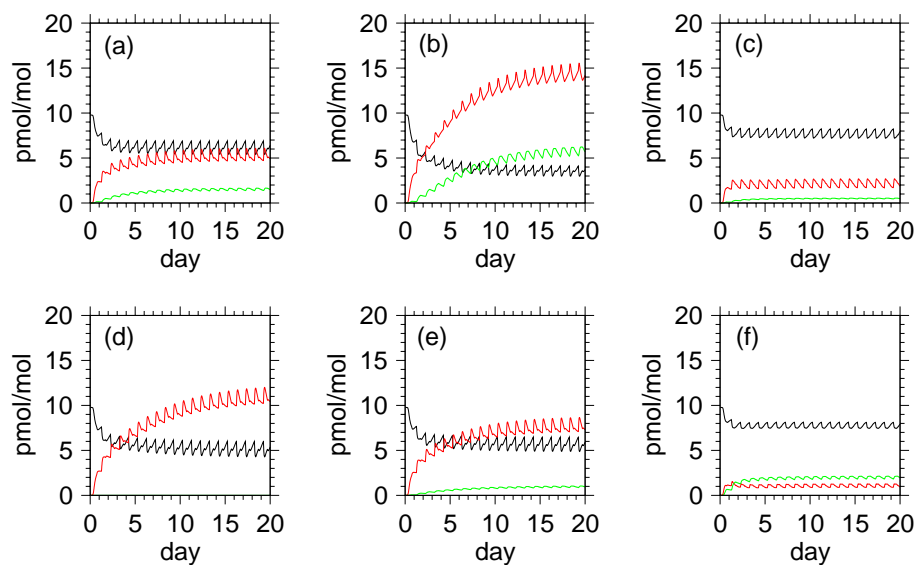 20 (a) 20 (b) 20 (c)
15 15 15
pmol/mol pmol/mol pmol/mol
10 10 10
5 5 5
0 0 0
0 5 10 15 20 0 5 10 15 20 0 5 10 15 20
day day day
20 (d) 20 (e) 20 (f)
15 15 15
pmol/mol pmol/mol pmol/mol
10 10 10
5 5 5
0 0 0
0 5 10 15 20 0 5 10 15 20 0 5 10 15 20
day day day